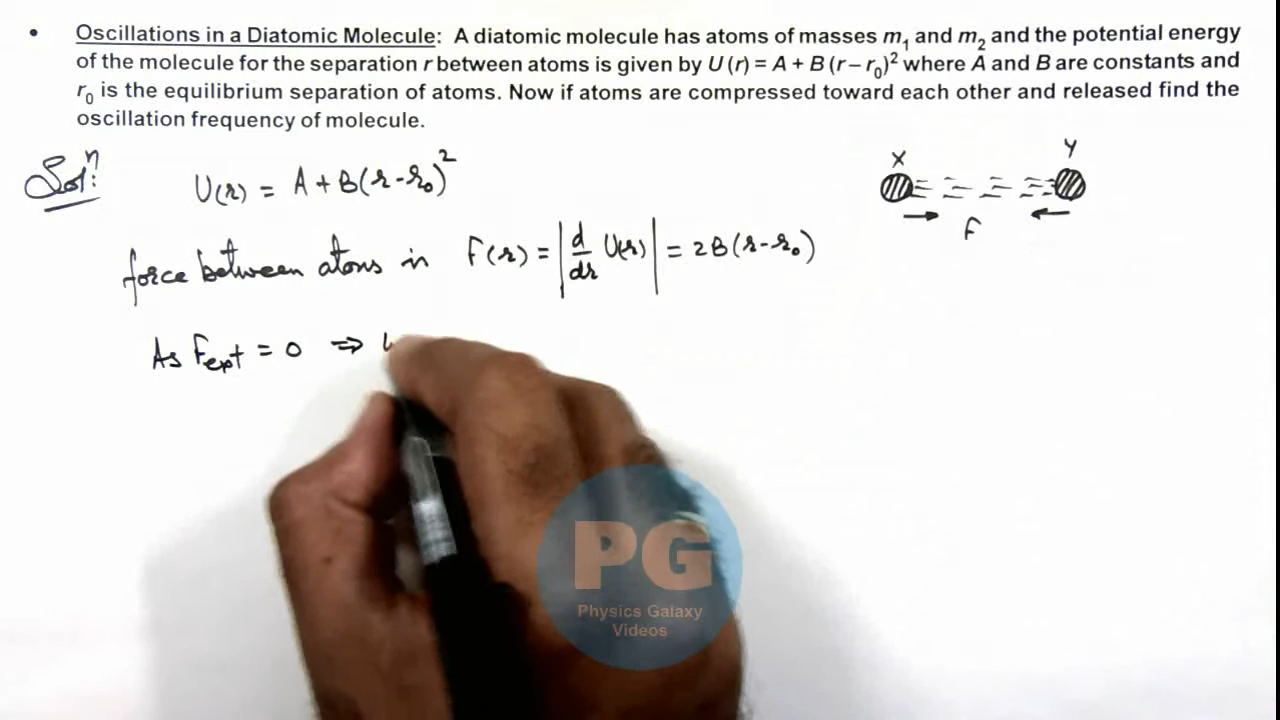 • Oscillations in a Diatomic Molecule: A diatomic molecule has atoms of masses m₁ and m₂ and the potential energy
of the molecule for the separation r between atoms is given by U (r) = A + B (r – r₀)² where A and B are constants and
r₀ is the equilibrium separation of atoms. Now if atoms are compressed toward each other and released find the
oscillation frequency of molecule.
Solⁿ:
U(r) = A + B(r-r₀)²
X Y
F
force between atoms is F(r) = |d/dr U(r)| = 2B(r-r₀)
As Fext = 0 ⇒
PG
Physics Galaxy
Videos